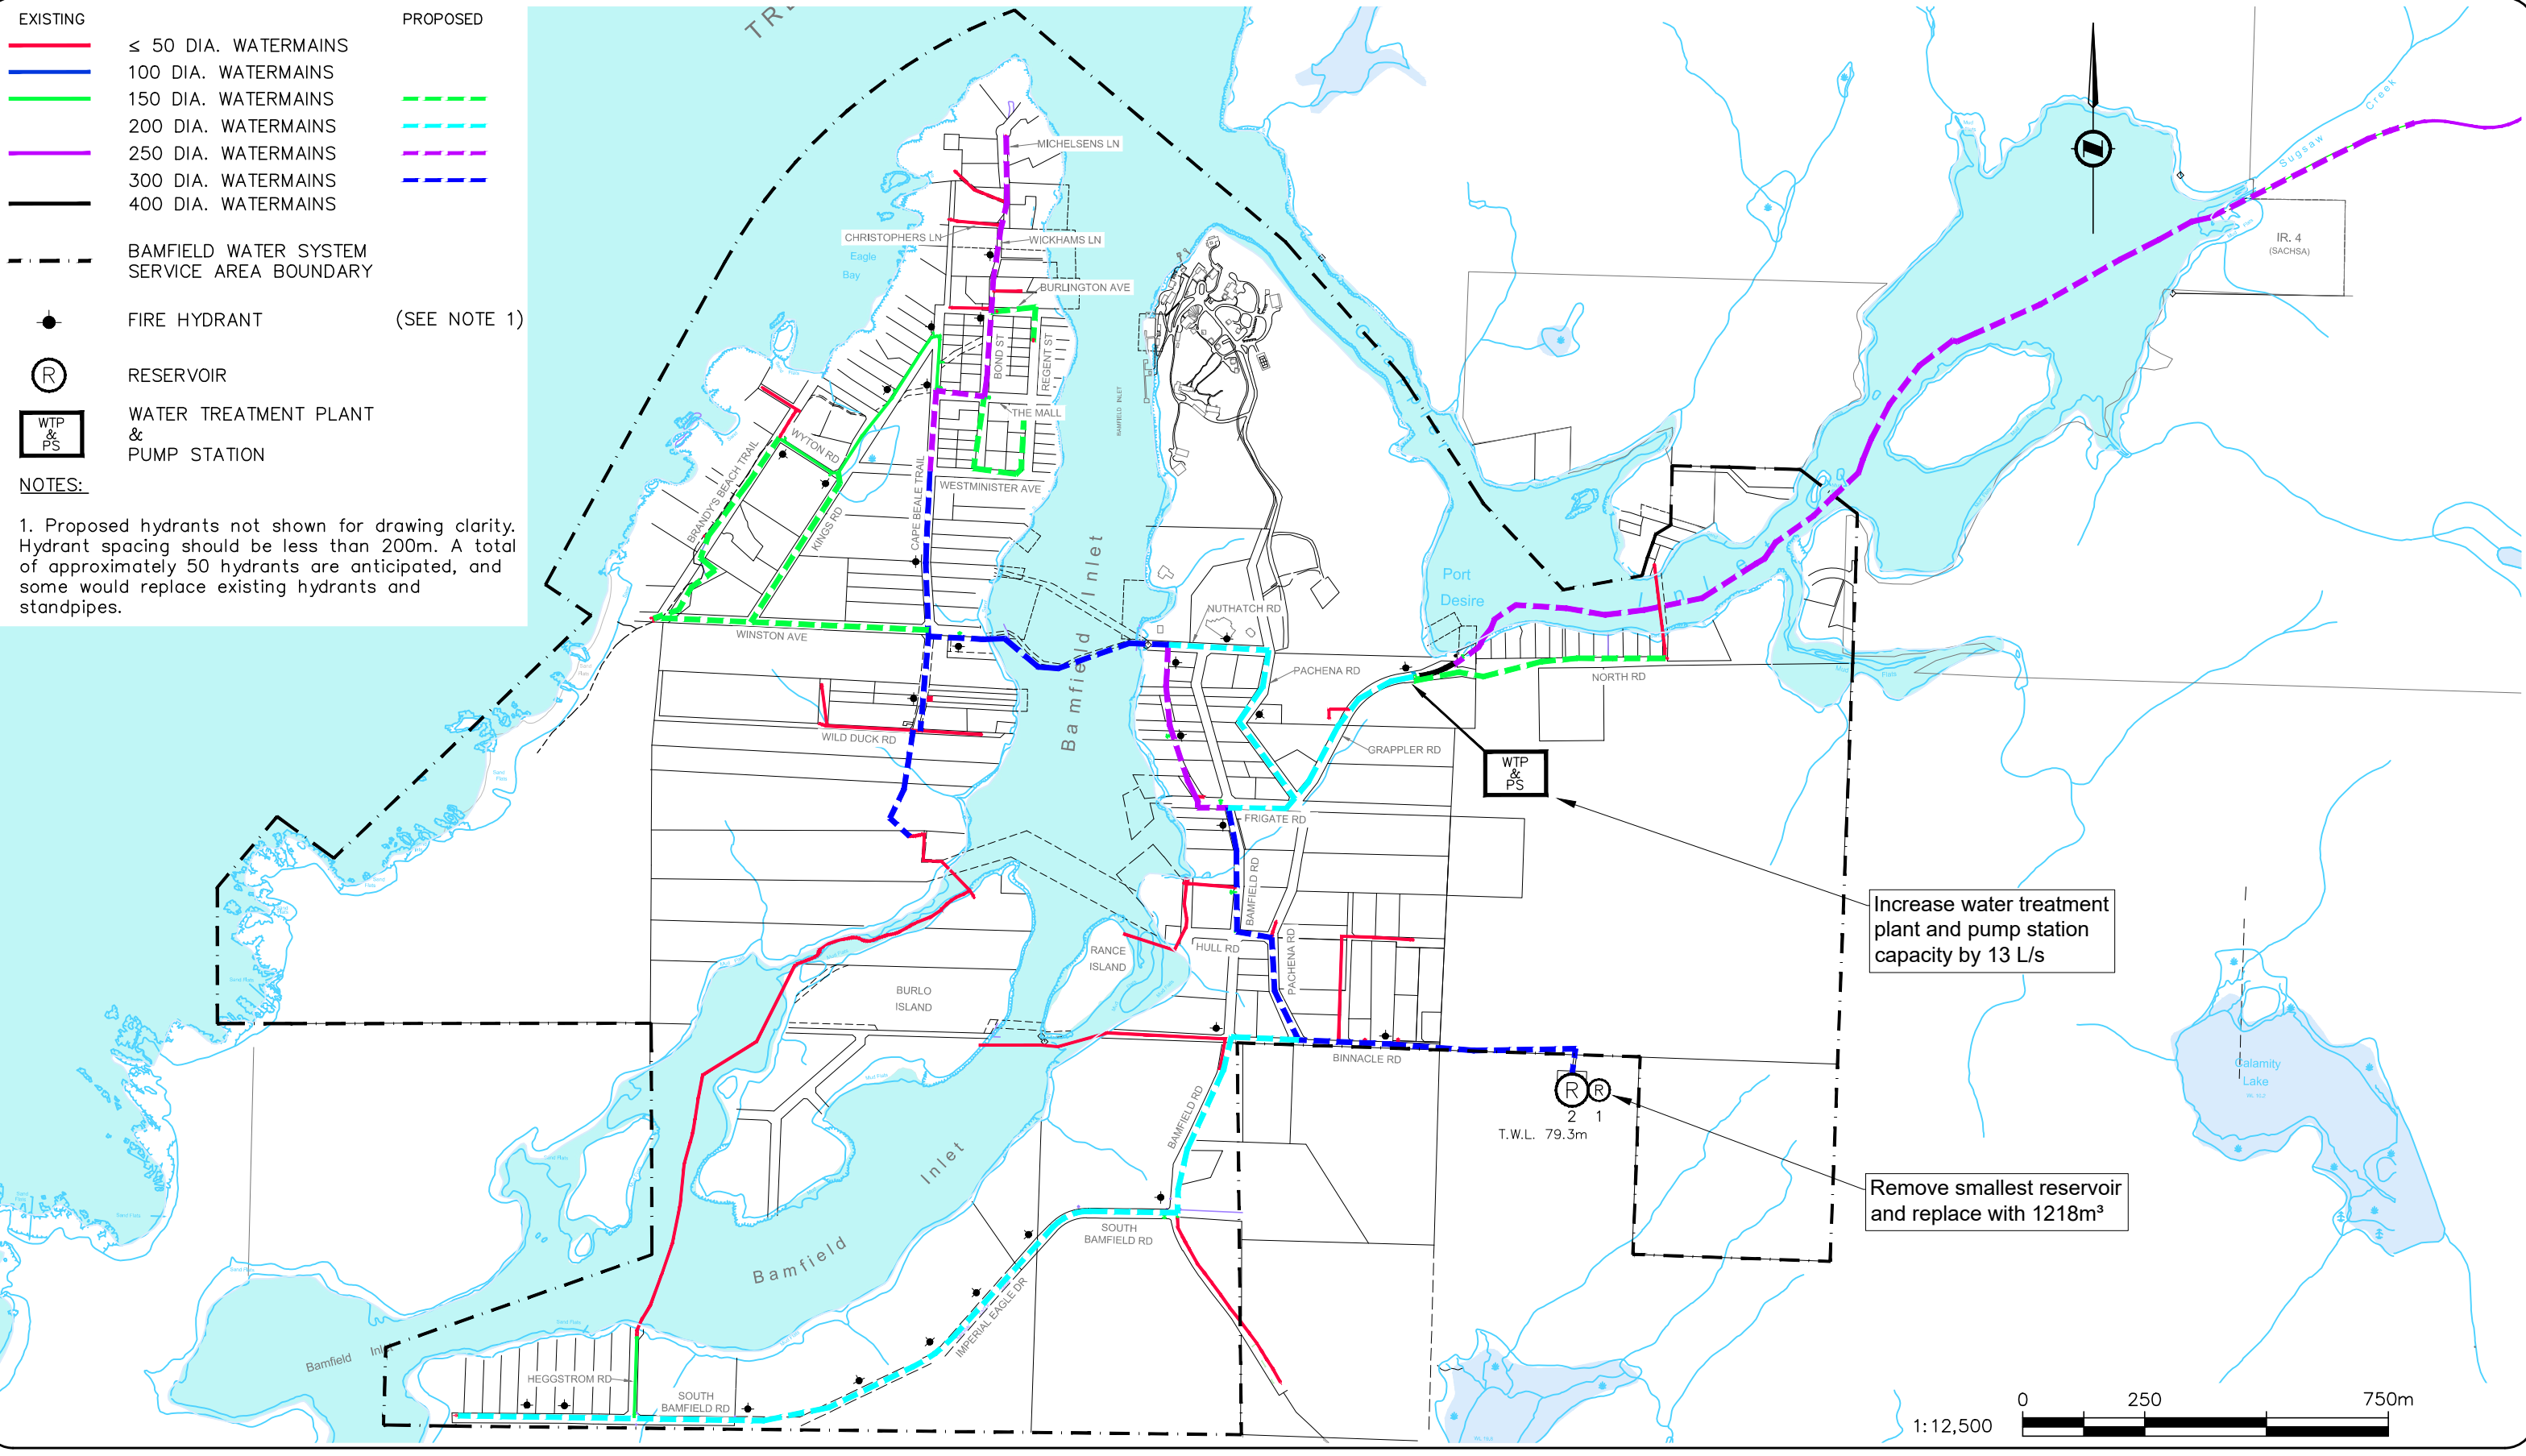 EXISTING
PROPOSED
≤ 50 DIA. WATERMAINS
100 DIA. WATERMAINS
150 DIA. WATERMAINS
200 DIA. WATERMAINS
250 DIA. WATERMAINS
300 DIA. WATERMAINS
400 DIA. WATERMAINS
BAMFIELD WATER SYSTEM
SERVICE AREA BOUNDARY
FIRE HYDRANT
(SEE NOTE 1)
R
RESERVOIR
WTP
&
PS
WATER TREATMENT PLANT
&
PUMP STATION
NOTES:
1. Proposed hydrants not shown for drawing clarity.
Hydrant spacing should be less than 200m. A total
of approximately 50 hydrants are anticipated, and
some would replace existing hydrants and
standpipes.
MICHELSENS LN
CHRISTOPHERS LN
WICKHAMS LN
Eagle
Bay
BURLINGTON AVE
BOND ST
REGENT ST
THE MALL
WYTON RD
BRANDY'S BEACH TRAIL
KINGS RD
CAPE BEALE TRAIL
WESTMINISTER AVE
BAMFIELD INLET
Bamfield Inlet
Sugsaw Creek
IR. 4
(SACHSA)
Port
Desire
Inlet
NUTHATCH RD
WINSTON AVE
PACHENA RD
NORTH RD
WILD DUCK RD
GRAPPLER RD
WTP
&
PS
FRIGATE RD
BAMFIELD RD
HULL RD
PACHENA RD
RANCE
ISLAND
BURLO
ISLAND
Increase water treatment
plant and pump station
capacity by 13 L/s
BINNACLE RD
Calamity
Lake
R
R
2 1
T.W.L. 79.3m
BAMFIELD RD
Remove smallest reservoir
and replace with 1218m³
SOUTH
BAMFIELD RD
Bamfield Inlet
IMPERIAL EAGLE DR
Bamfield Inlet
HEGGSTROM RD
SOUTH
BAMFIELD RD
1:12,500
0 250 750m